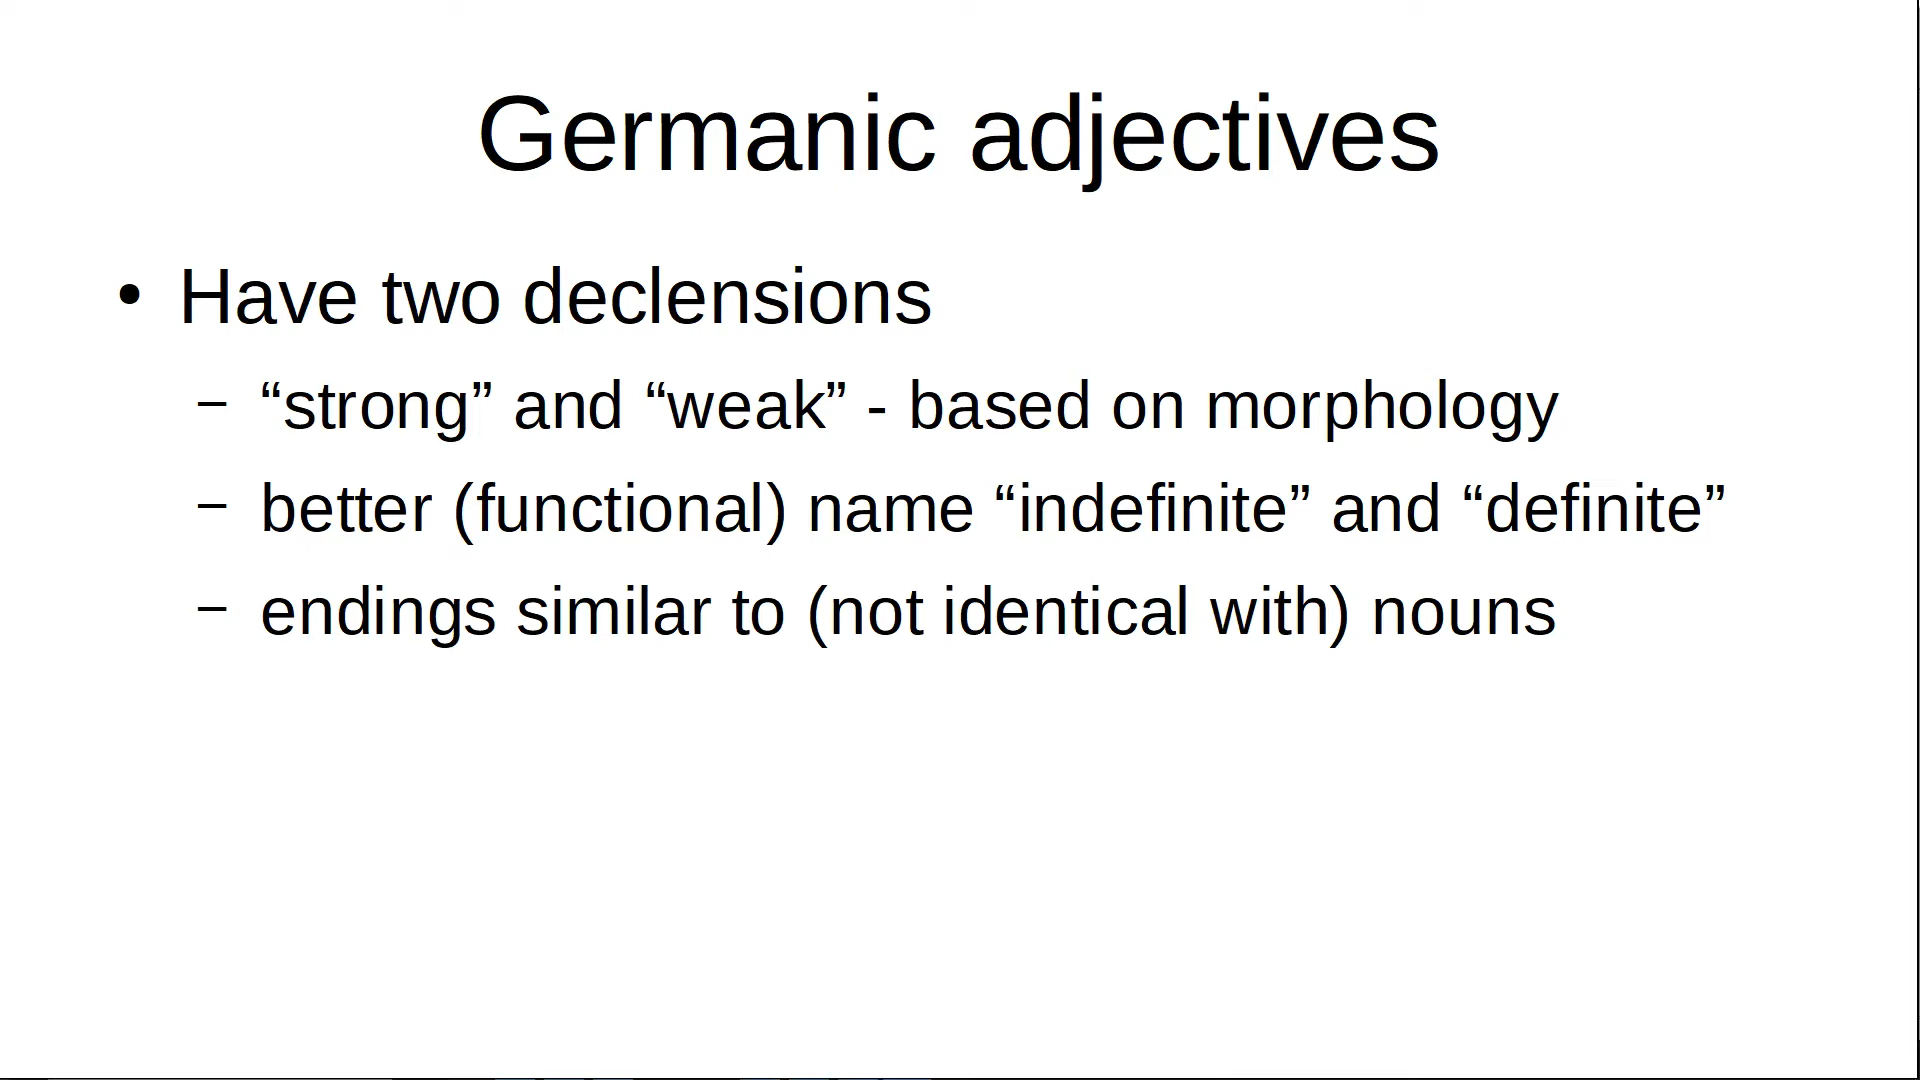 Germanic adjectives
• Have two declensions
– “strong” and “weak” - based on morphology
– better (functional) name “indefinite” and “definite”
– endings similar to (not identical with) nouns